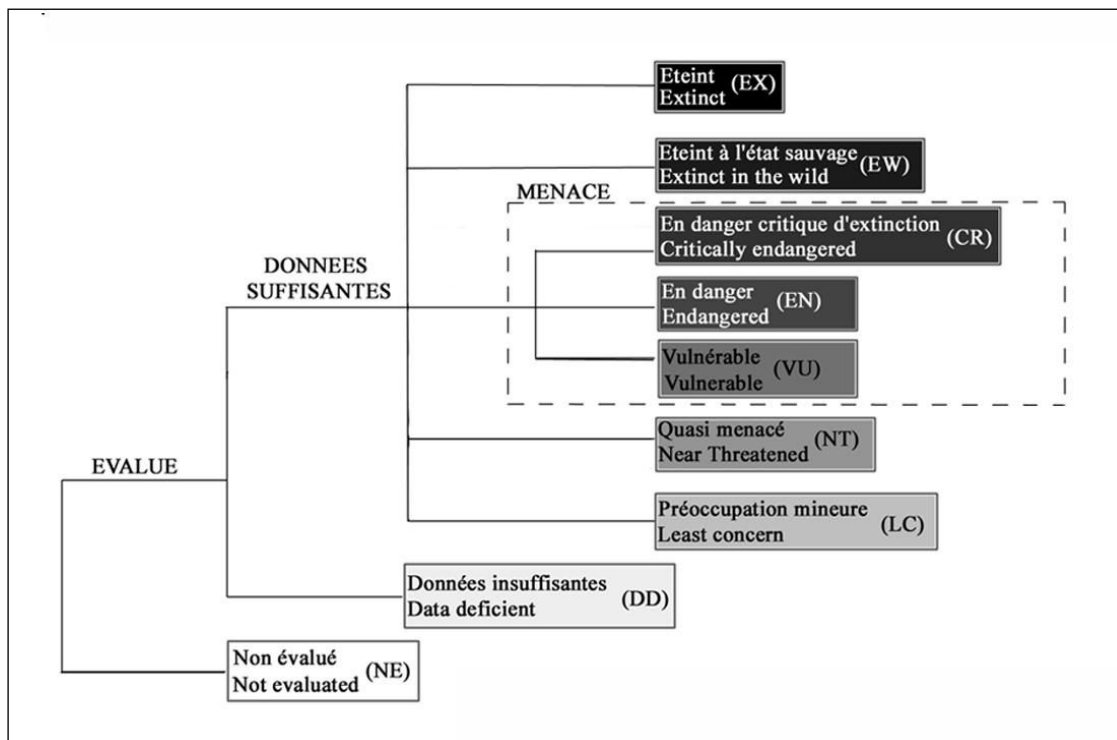 Eteint
Extinct
(EX)
Eteint à l'état sauvage
Extinct in the wild
(EW)
MENACE
En danger critique d'extinction
Critically endangered
(CR)
DONNEES
SUFFISANTES
En danger
Endangered
(EN)
Vulnérable
Vulnerable
(VU)
Quasi menacé
Near Threatened
(NT)
EVALUE
Préoccupation mineure
Least concern
(LC)
Données insuffisantes
Data deficient
(DD)
Non évalué
Not evaluated
(NE)